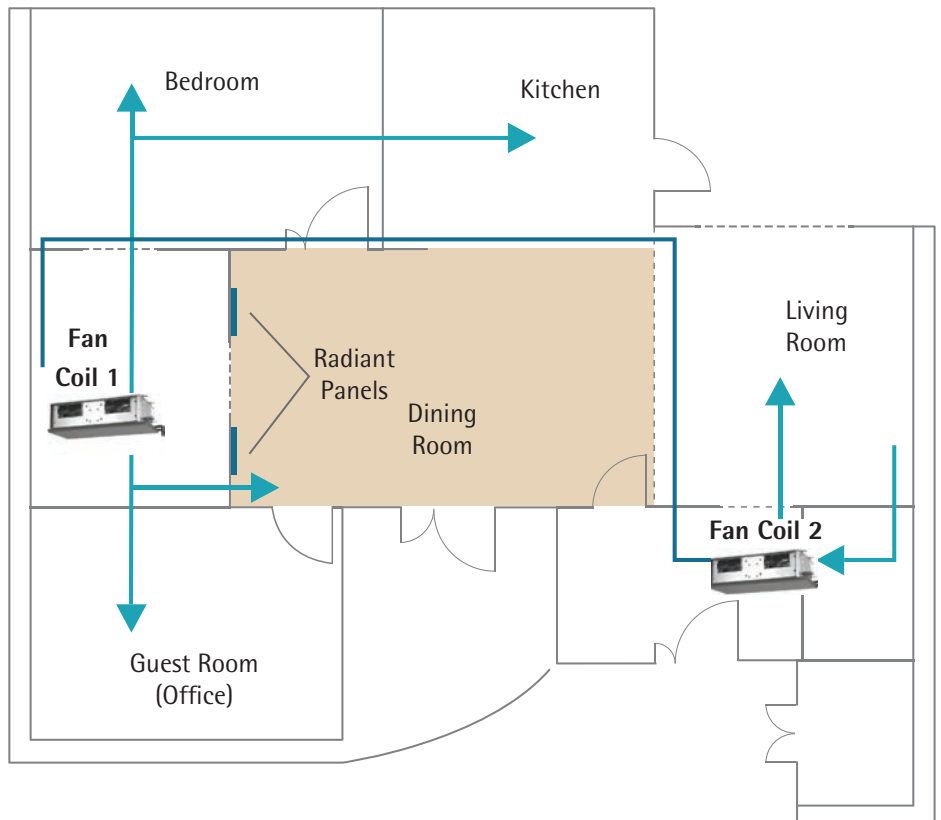 Bedroom
Kitchen
Fan
Coil 1
Radiant
Panels
Dining
Room
Living
Room
Fan Coil 2
Guest Room
(Office)